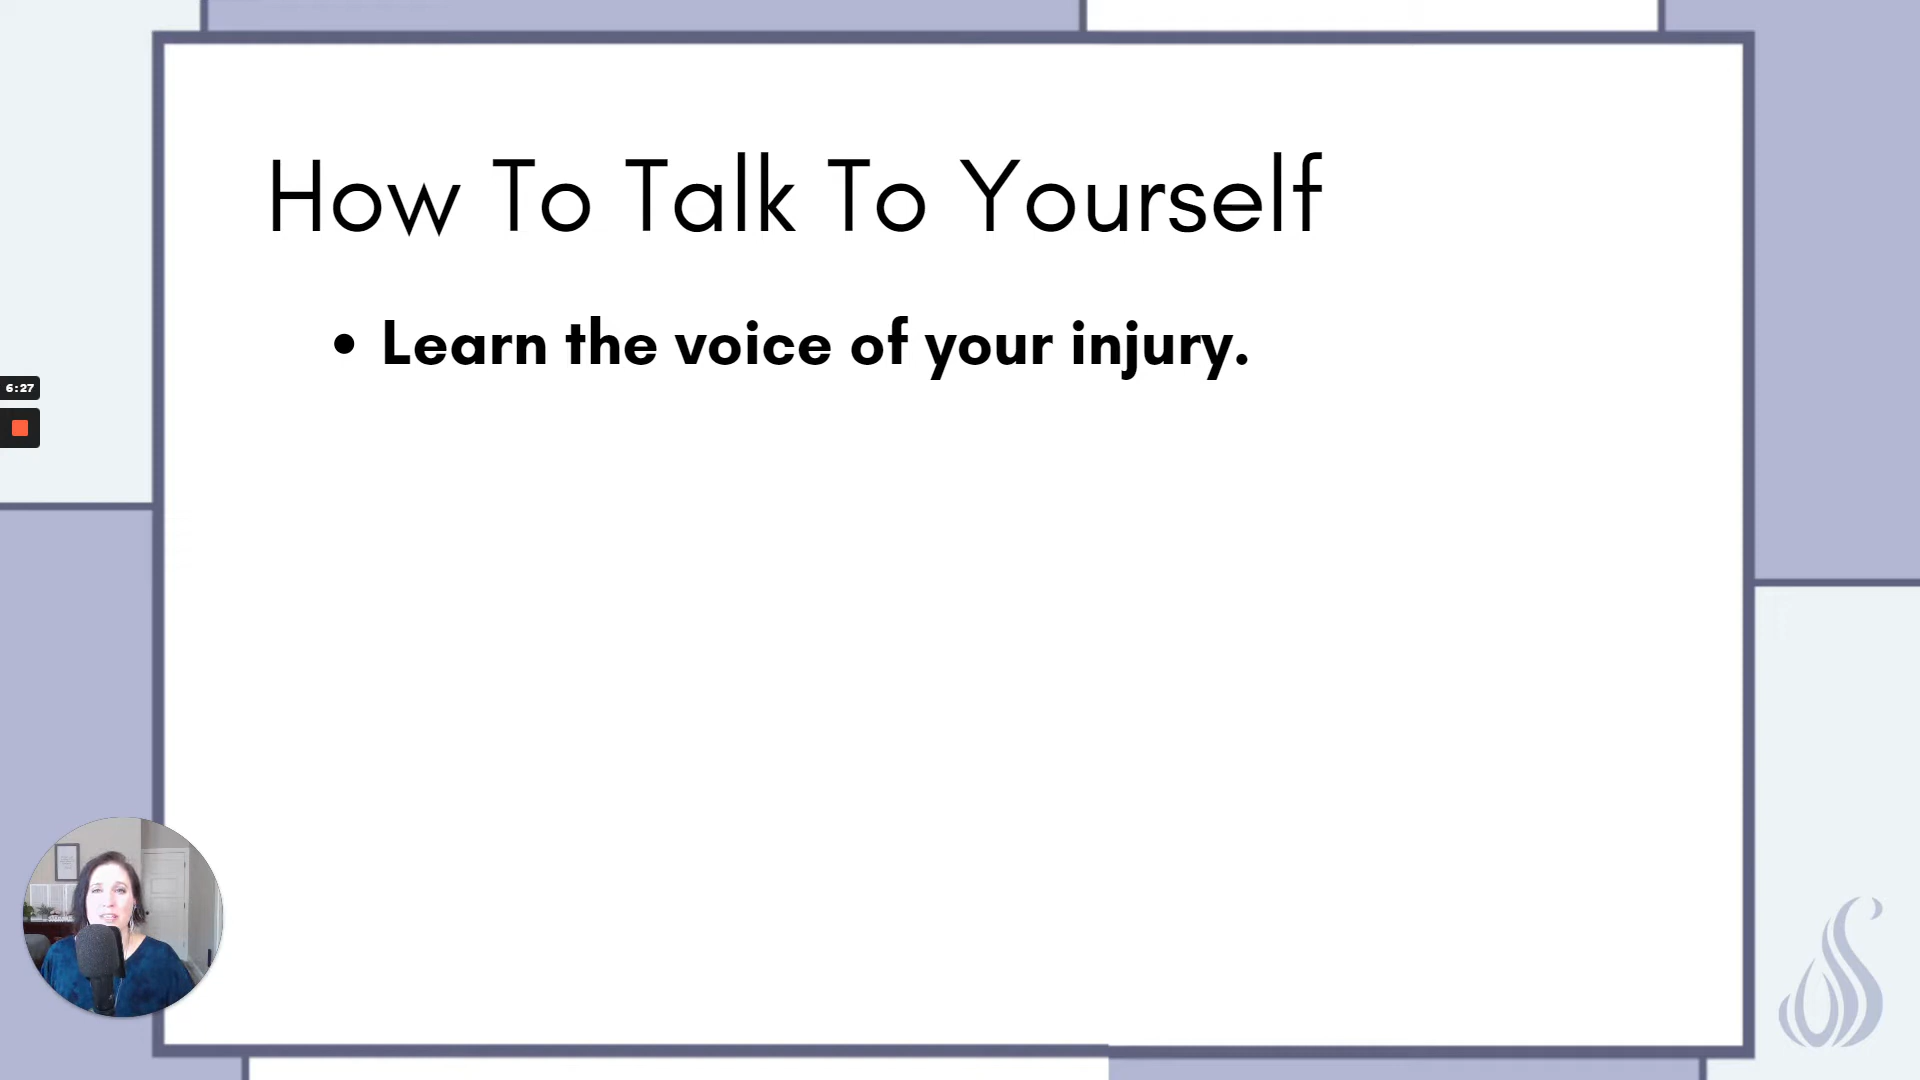 How To Talk To Yourself
• Learn the voice of your injury.
6:27